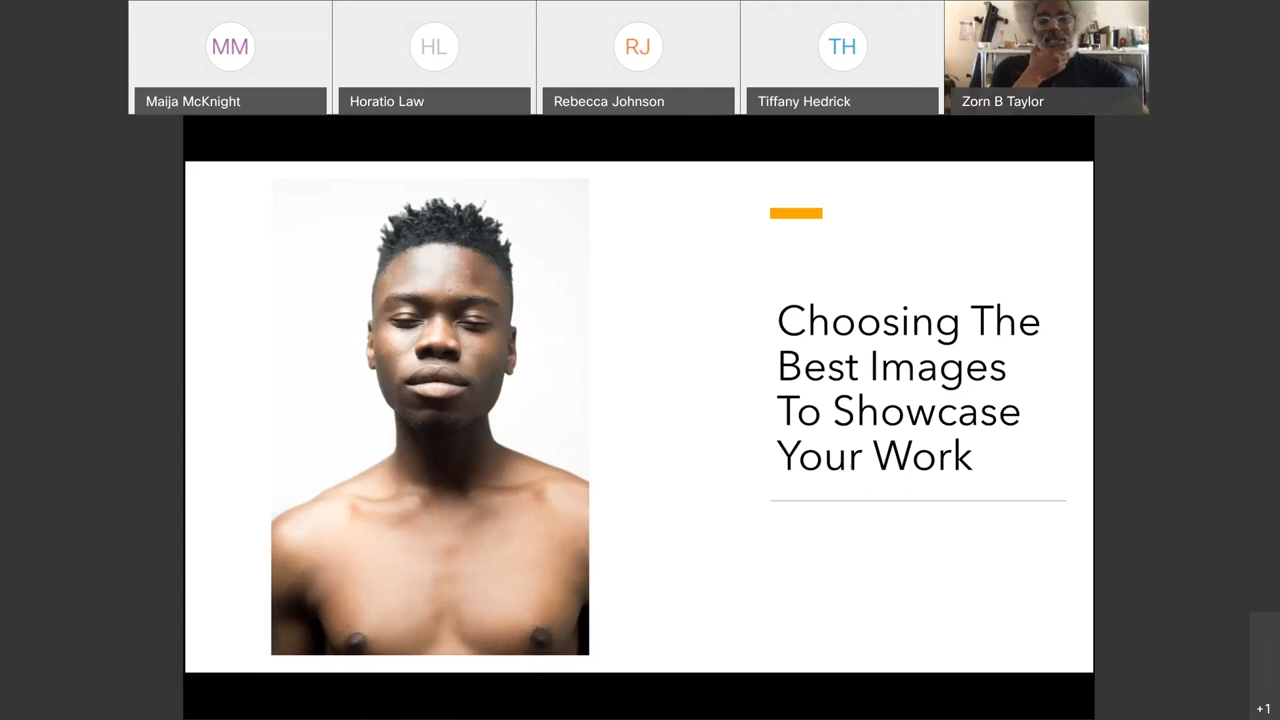 MM
HL
RJ
TH
Maija McKnight
Horatio Law
Rebecca Johnson
Tiffany Hedrick
Zorn B Taylor
Choosing The
Best Images
To Showcase
Your Work
+1